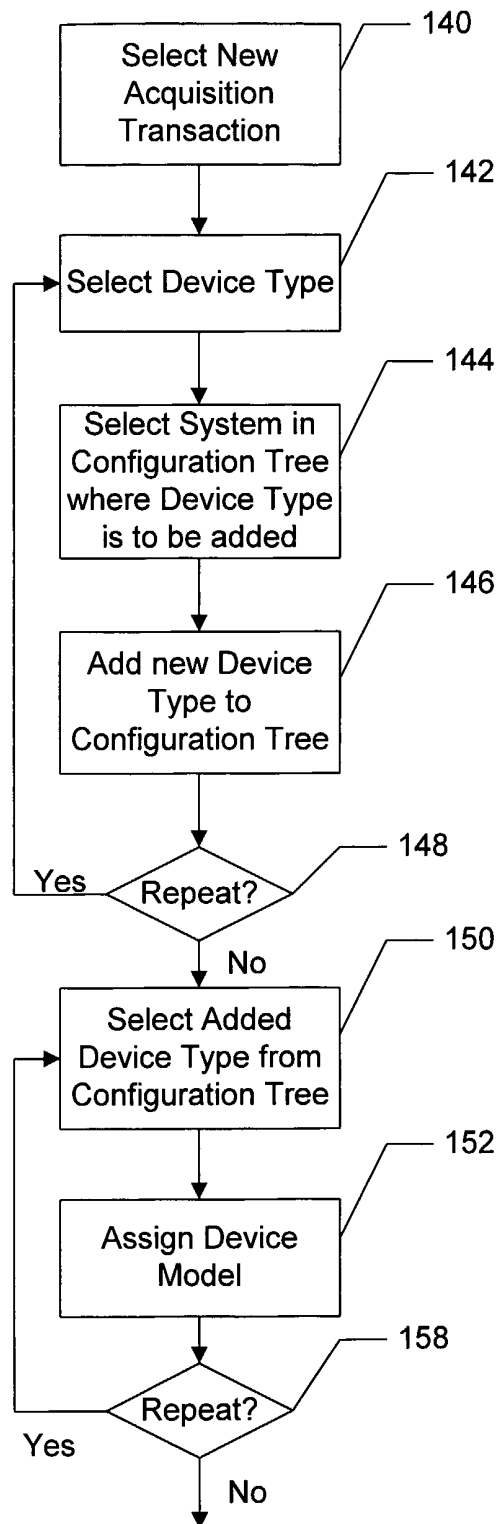 140
Select New
Acquisition
Transaction
142
Select Device Type
144
Select System in
Configuration Tree
where Device Type
is to be added
146
Add new Device
Type to
Configuration Tree
148
Yes
Repeat?
No
150
Select Added
Device Type from
Configuration Tree
152
Assign Device
Model
158
Repeat?
Yes
No